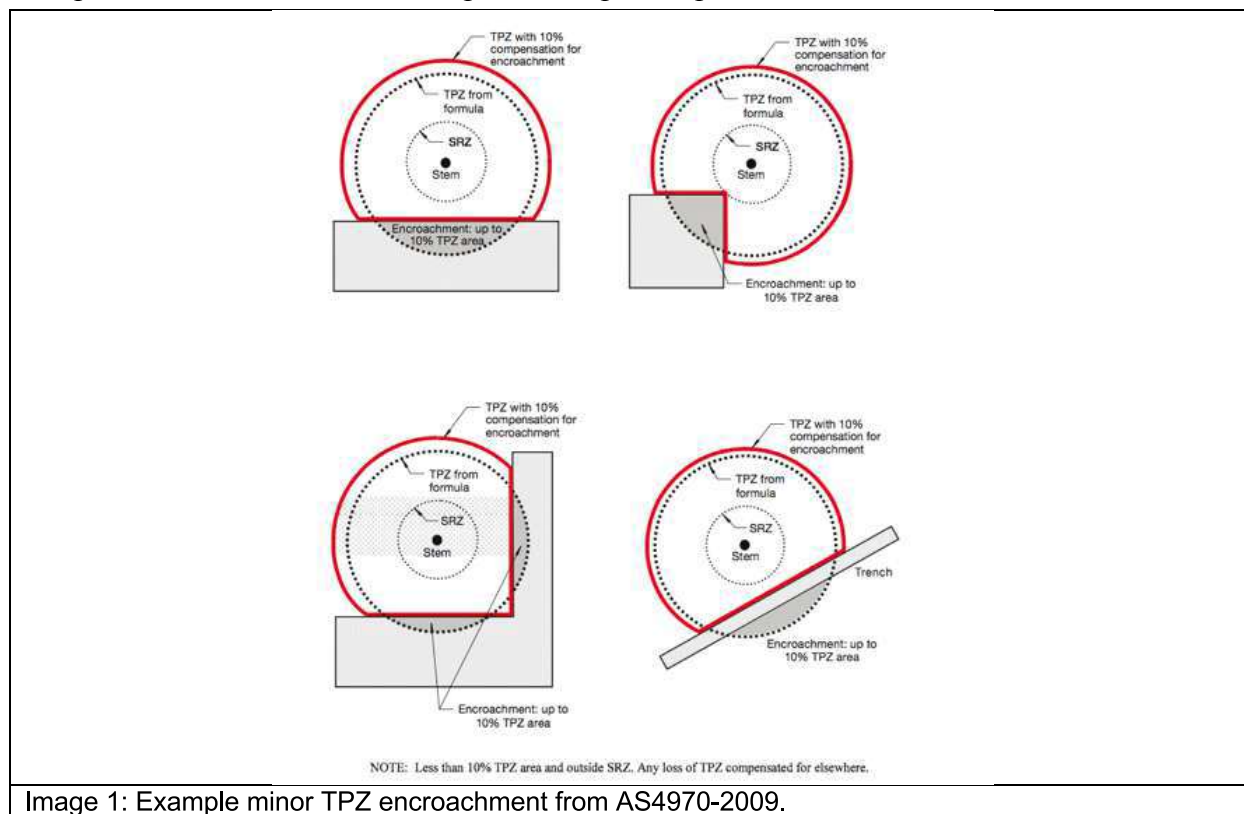 TPZ with 10%
compensation for
encroachment
TPZ from
formula
SRZ
Stem
Encroachment: up to
10% TPZ area
TPZ with 10%
compensation for
encroachment
TPZ from
formula
SRZ
Stem
Encroachment: up to
10% TPZ area
TPZ with 10%
compensation for
encroachment
TPZ from
formula
SRZ
Stem
Encroachment: up to
10% TPZ area
TPZ with 10%
compensation for
encroachment
TPZ from
formula
SRZ
Stem
Trench
Encroachment: up to
10% TPZ area
NOTE: Less than 10% TPZ area and outside SRZ. Any loss of TPZ compensated for elsewhere.
Image 1: Example minor TPZ encroachment from AS4970-2009.